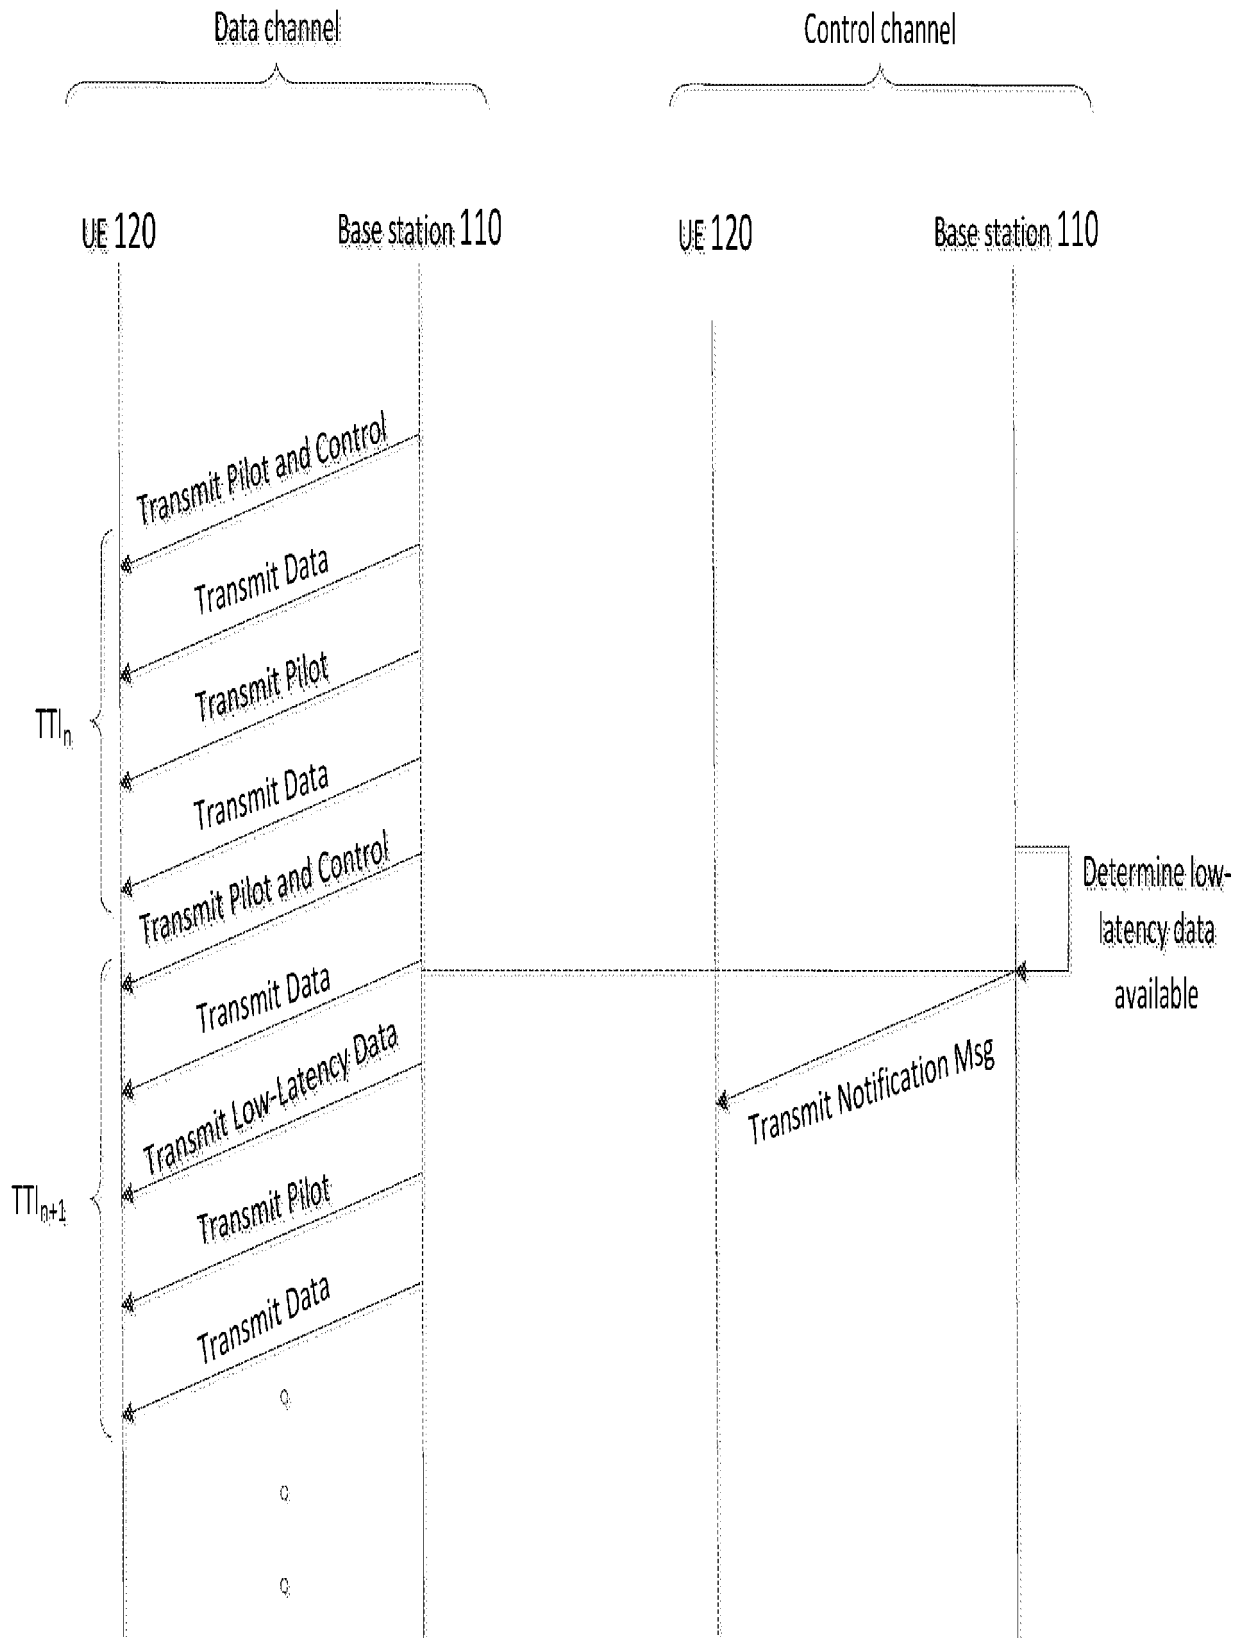 Data channel
Control channel
UE 120
Base station 110
UE 120
Base station 110
Transmit Pilot and Control
Transmit Data
Transmit Pilot
TTIn
Transmit Data
Transmit Pilot and Control
Determine low-
latency data
available
Transmit Data
Transmit Low-Latency Data
Transmit Notification Msg
TTIn+1
Transmit Pilot
Transmit Data